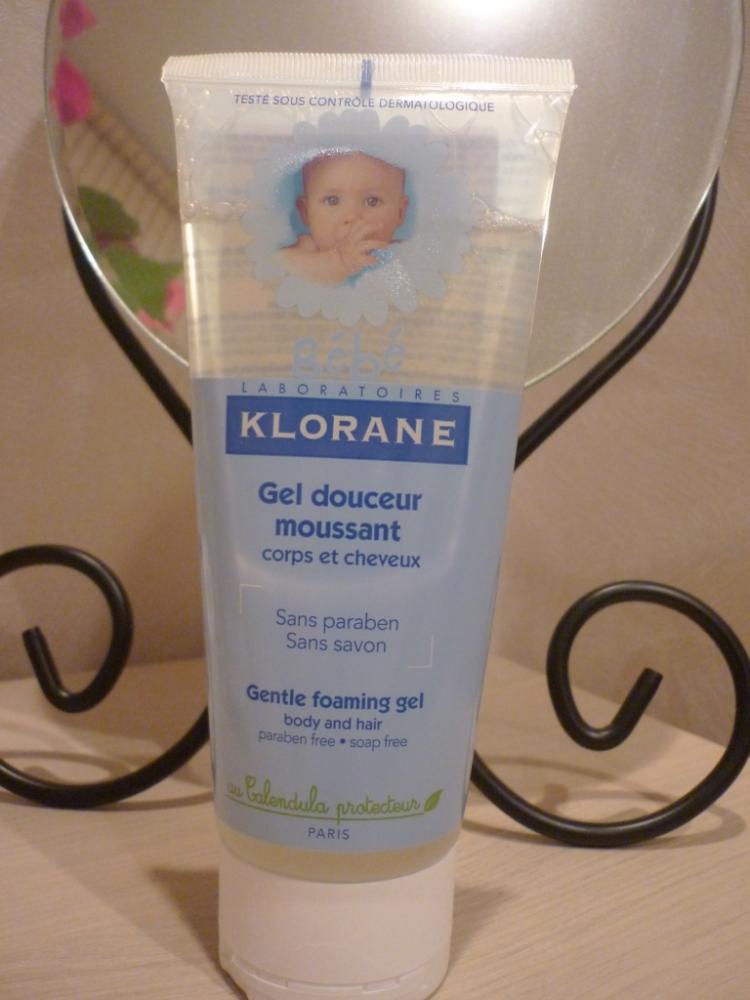 TESTÉ SOUS CONTRÔLE DERMATOLOGIQUE
Bébé
LABORATOIRES
KLORANE
Gel douceur
moussant
corps et cheveux
Sans paraben
Sans savon
Gentle foaming gel
body and hair
paraben free • soap free
au Calendula protecteur
PARIS